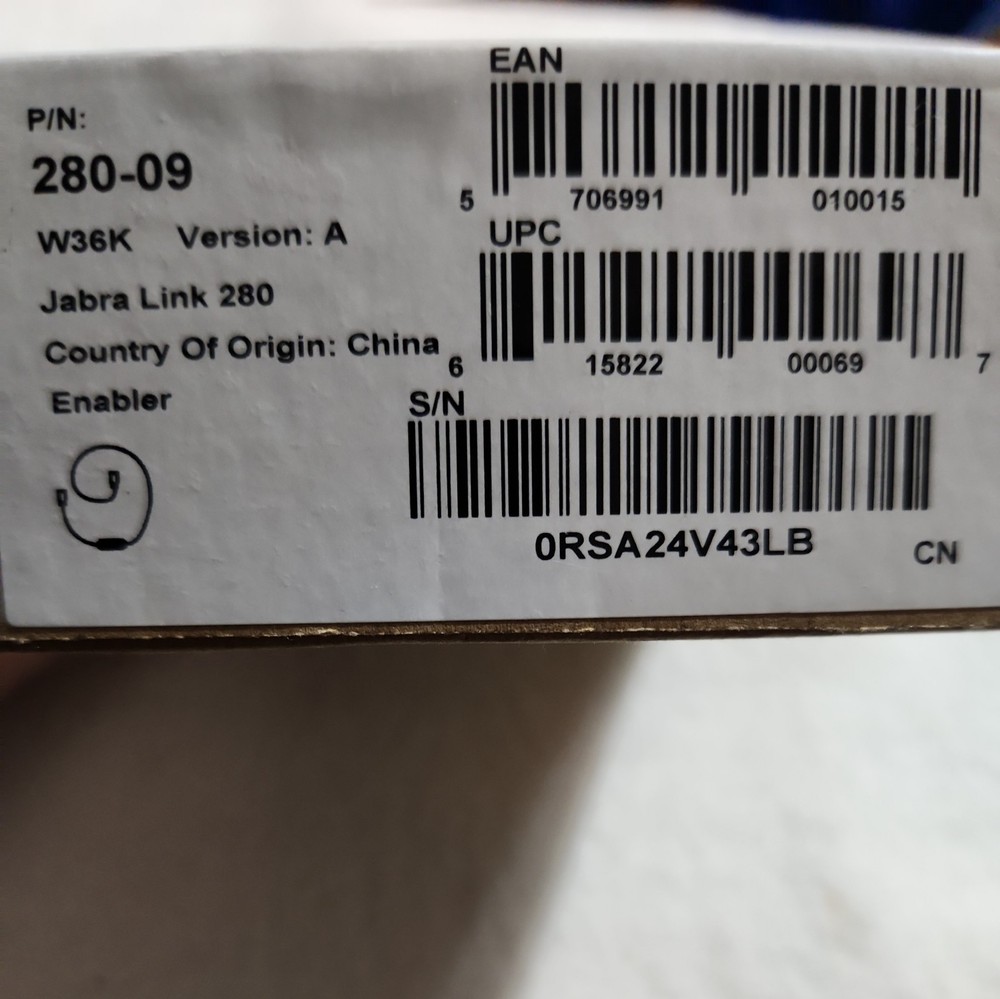 P/N:
280-09
W36K Version: A
Jabra Link 280
Country Of Origin: China
Enabler
EAN
5 706991 010015
UPC
6 15822 00069 7
S/N
0RSA24V43LB
CN